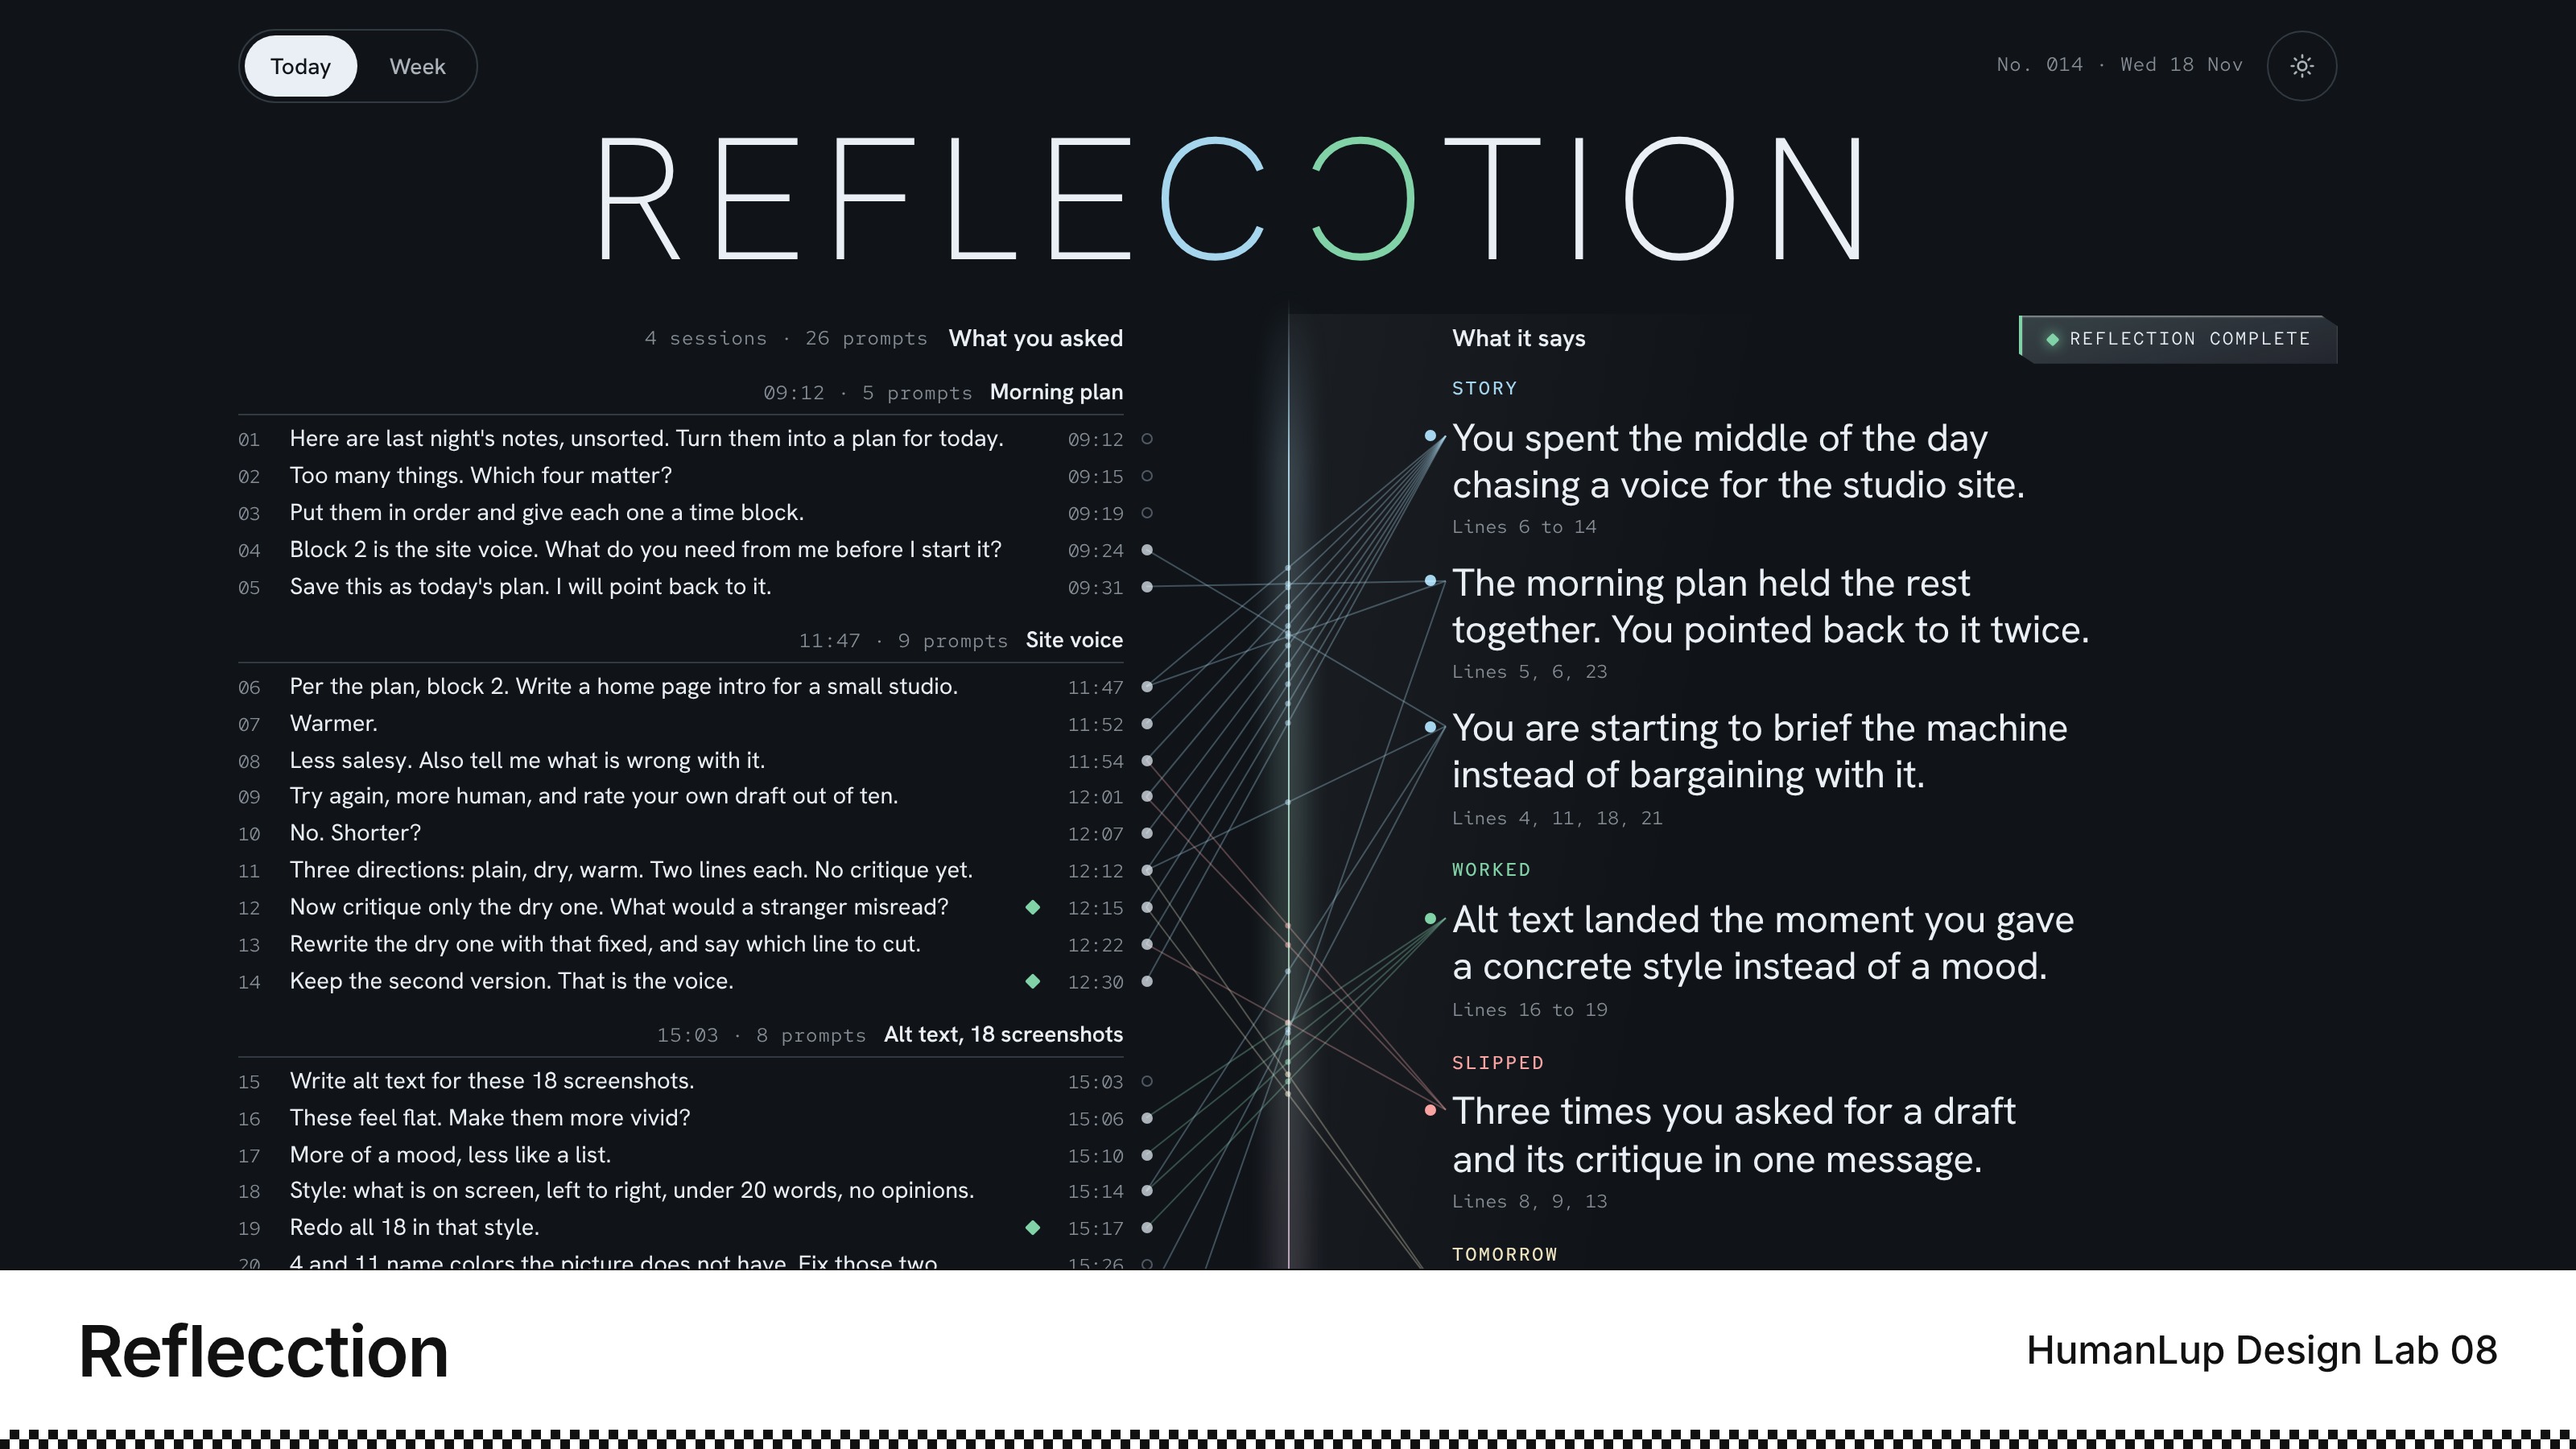 Today Week
No. 014 · Wed 18 Nov
REFLECƆTION
4 sessions · 26 prompts What you asked
09:12 · 5 prompts Morning plan
01 Here are last night's notes, unsorted. Turn them into a plan for today. 09:12
02 Too many things. Which four matter? 09:15
03 Put them in order and give each one a time block. 09:19
04 Block 2 is the site voice. What do you need from me before I start it? 09:24
05 Save this as today's plan. I will point back to it. 09:31
11:47 · 9 prompts Site voice
06 Per the plan, block 2. Write a home page intro for a small studio. 11:47
07 Warmer. 11:52
08 Less salesy. Also tell me what is wrong with it. 11:54
09 Try again, more human, and rate your own draft out of ten. 12:01
10 No. Shorter? 12:07
11 Three directions: plain, dry, warm. Two lines each. No critique yet. 12:12
12 Now critique only the dry one. What would a stranger misread? 12:15
13 Rewrite the dry one with that fixed, and say which line to cut. 12:22
14 Keep the second version. That is the voice. 12:30
15:03 · 8 prompts Alt text, 18 screenshots
15 Write alt text for these 18 screenshots. 15:03
16 These feel flat. Make them more vivid? 15:06
17 More of a mood, less like a list. 15:10
18 Style: what is on screen, left to right, under 20 words, no opinions. 15:14
19 Redo all 18 in that style. 15:17
20 4 and 11 name colors the picture does not have. Fix those two. 15:26
What it says
REFLECTION COMPLETE
STORY
You spent the middle of the day
chasing a voice for the studio site.
Lines 6 to 14
The morning plan held the rest
together. You pointed back to it twice.
Lines 5, 6, 23
You are starting to brief the machine
instead of bargaining with it.
Lines 4, 11, 18, 21
WORKED
Alt text landed the moment you gave
a concrete style instead of a mood.
Lines 16 to 19
SLIPPED
Three times you asked for a draft
and its critique in one message.
Lines 8, 9, 13
TOMORROW
Reflecction
HumanLup Design Lab 08